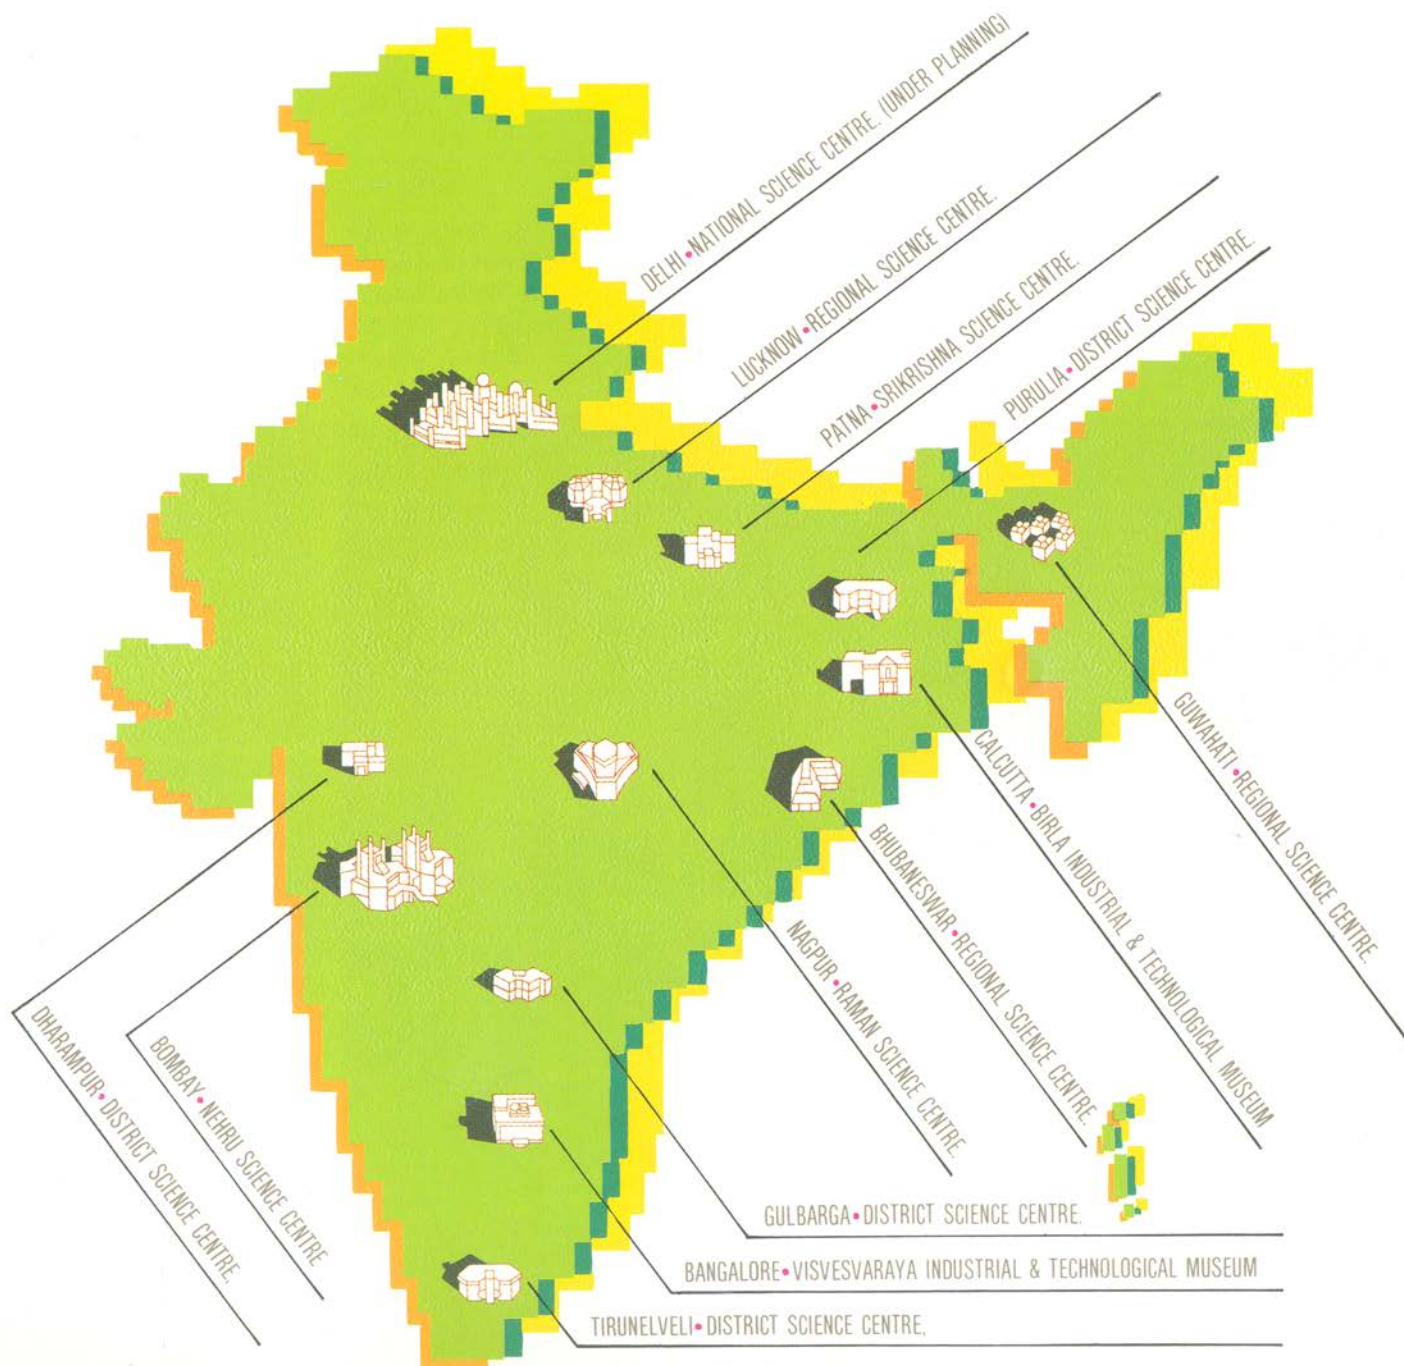 DELHI•NATIONAL SCIENCE CENTRE. (UNDER PLANNING)
LUCKNOW•REGIONAL SCIENCE CENTRE.
PATNA•SRIKRISHNA SCIENCE CENTRE.
PURULIA•DISTRICT SCIENCE CENTRE.
GUWAHATI•REGIONAL SCIENCE CENTRE.
CALCUTTA•BIRLA INDUSTRIAL & TECHNOLOGICAL MUSEUM
BHUBANESWAR•REGIONAL SCIENCE CENTRE.
NAGPUR•RAMAN SCIENCE CENTRE.
DHARAMPUR•DISTRICT SCIENCE CENTRE.
BOMBAY•NEHRU SCIENCE CENTRE
GULBARGA•DISTRICT SCIENCE CENTRE.
BANGALORE•VISVESVARAYA INDUSTRIAL & TECHNOLOGICAL MUSEUM
TIRUNELVELI•DISTRICT SCIENCE CENTRE,